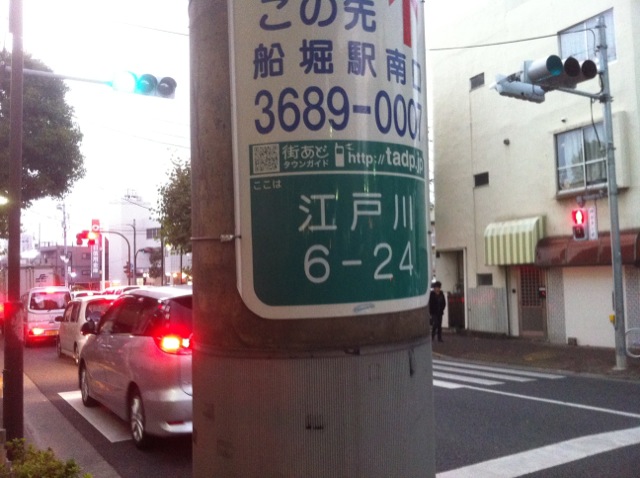 この先
船堀駅南口
3689-0007
街あど
タウンガイド
http://tadp.jp
ここは
江戸川
6-24